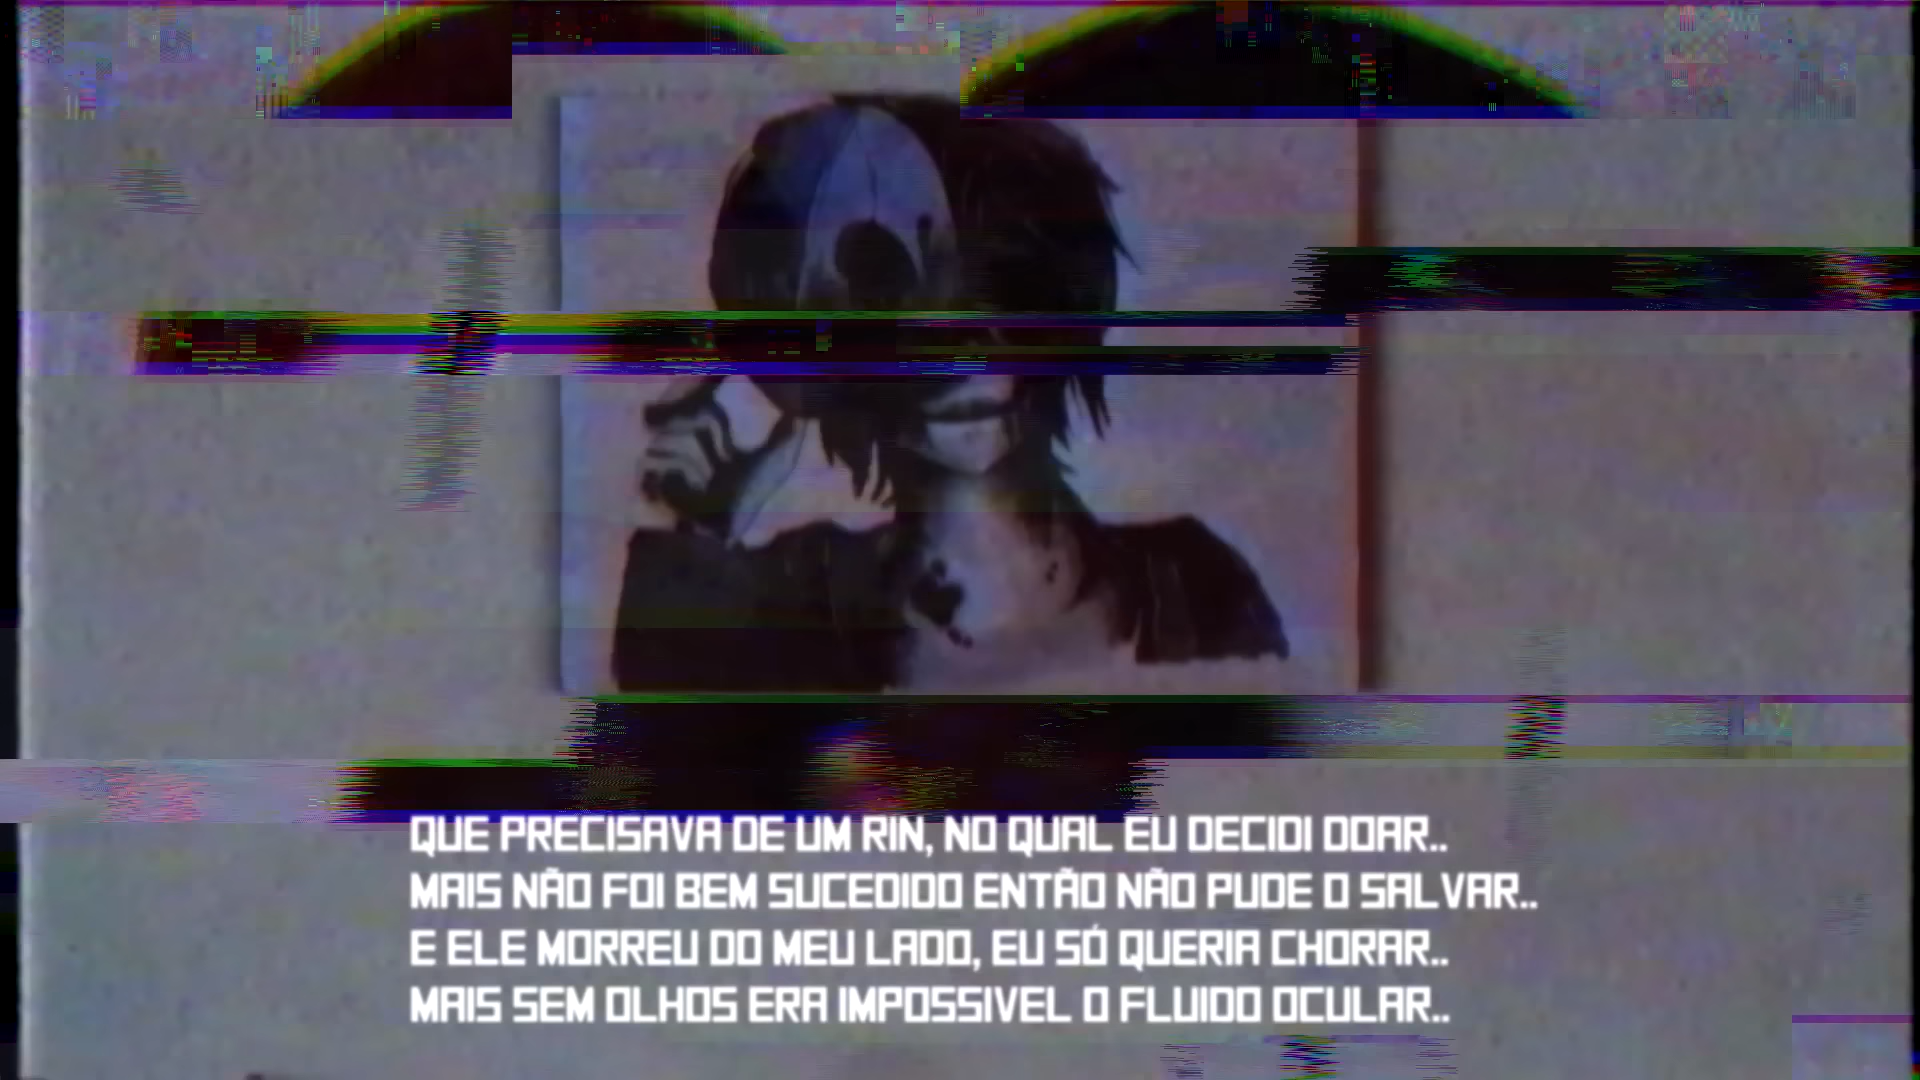 QUE PRECISAVA DE UM RIN, NO QUAL EU DECIDI DOAR..
MAIS NÃO FOI BEM SUCEDIDO ENTÃO NÃO PUDE O SALVAR..
E ELE MORREU DO MEU LADO, EU SÓ QUERIA CHORAR..
MAIS SEM OLHOS ERA IMPOSSIVEL O FLUIDO OCULAR..